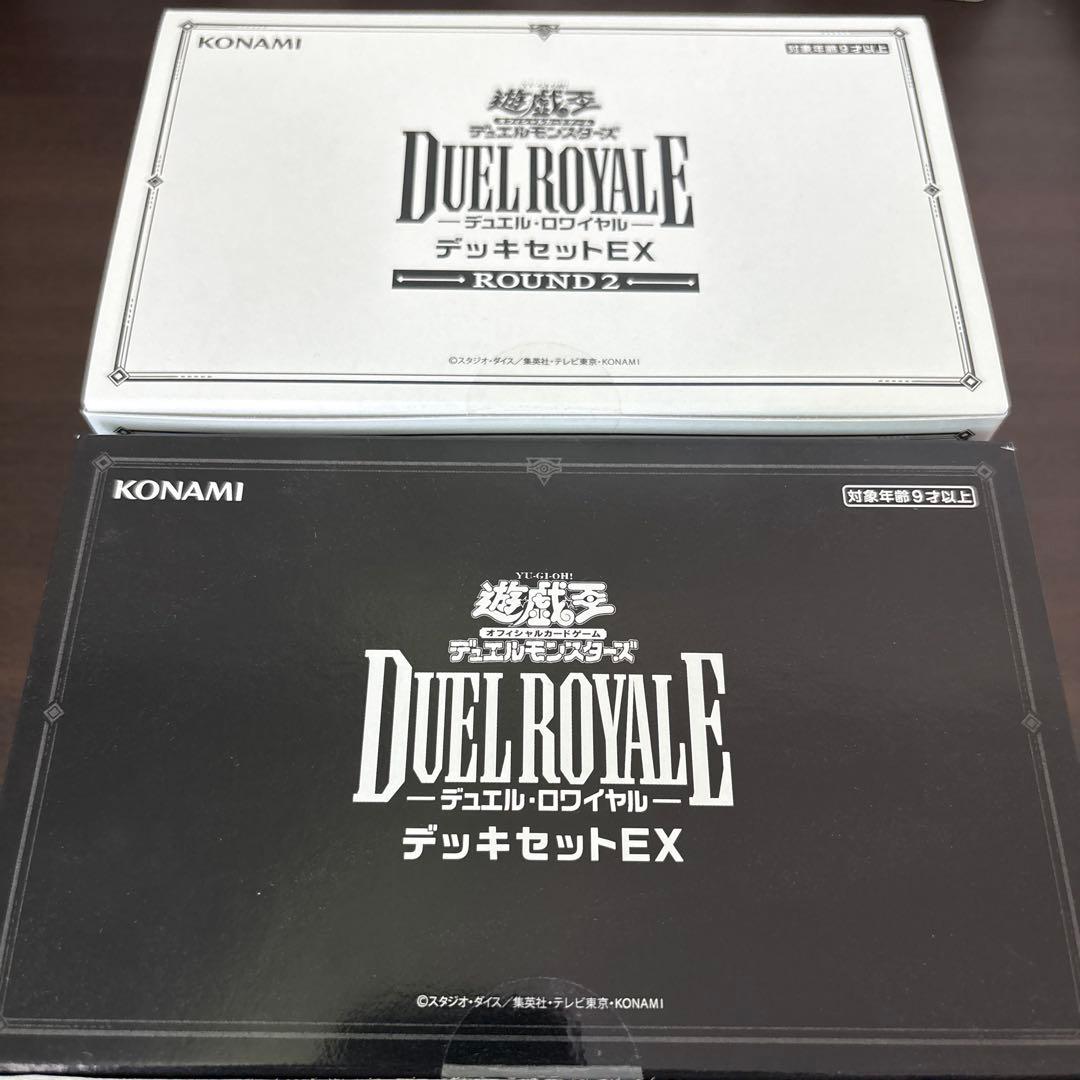 KONAMI
対象年齢9才以上
YU-GI-OH!
遊戯王
オフィシャルカードゲーム
デュエルモンスターズ
DUEL ROYALE
デュエル・ロワイヤル
デッキセットEX
ROUND 2
©スタジオ・ダイス/集英社・テレビ東京・KONAMI
KONAMI
対象年齢9才以上
YU-GI-OH!
遊戯王
オフィシャルカードゲーム
デュエルモンスターズ
DUEL ROYALE
デュエル・ロワイヤル
デッキセットEX
©スタジオ・ダイス/集英社・テレビ東京・KONAMI